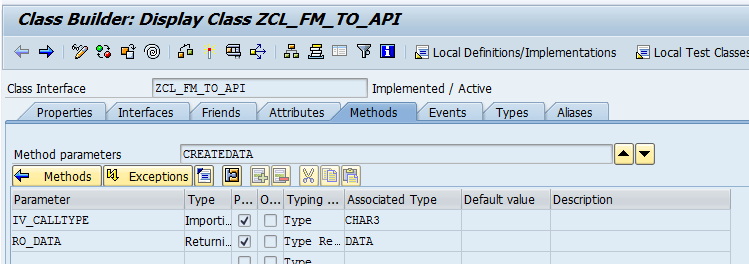 Class Builder: Display Class ZCL_FM_TO_API
Local Definitions/Implementations Local Test Classes
Class Interface ZCL_FM_TO_API Implemented / Active
Properties Interfaces Friends Attributes Methods Events Types Aliases
Method parameters CREATEDATA
Methods Exceptions
Parameter Type P... O... Typing ... Associated Type Default value Description
IV_CALLTYPE Importi... Type CHAR3
RO_DATA Returni... Type Re... DATA
Type